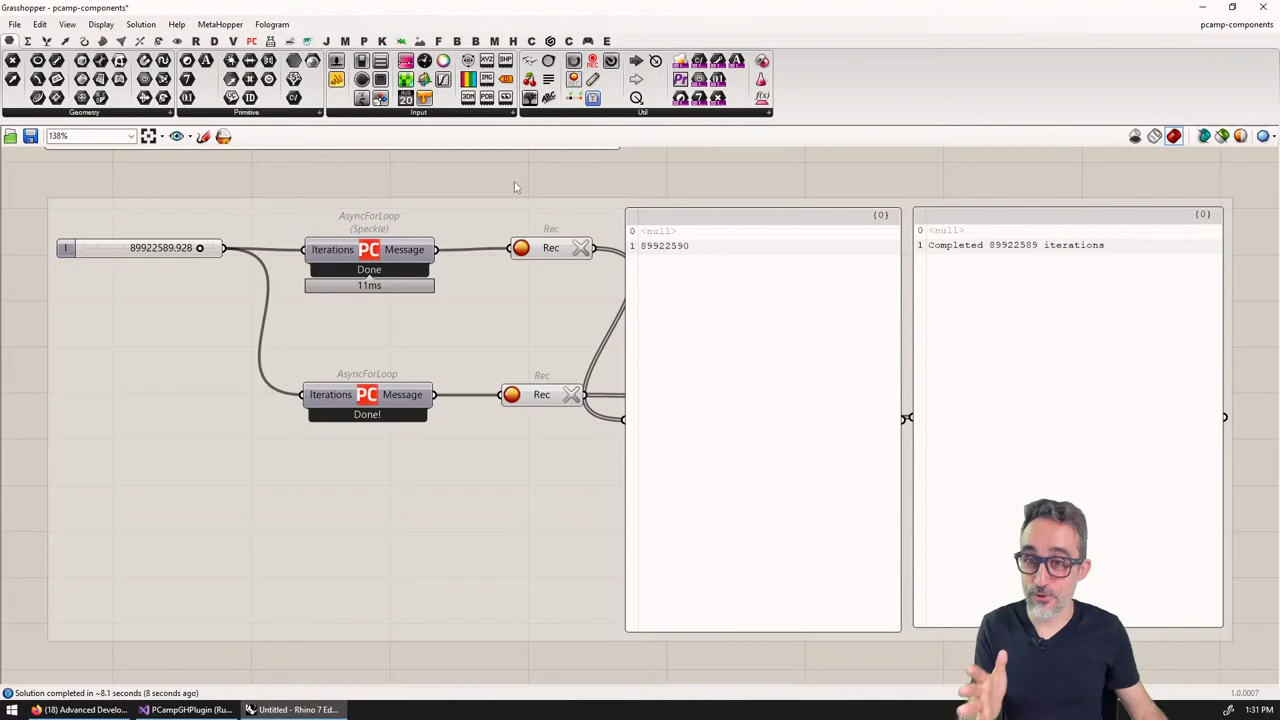 Grasshopper - pcamp-components*
File Edit View Display Solution Help MetaHopper Fologram pcamp-components
R D V PC J M P K F B B M H C C E
Geometry Primitive Input Util
138%
AsyncForLoop
(Speckle)
Rec
{0}
{0}
0 <null>
0 <null>
89922589.928
Iterations PC Message
Rec
1 89922590
1 Completed 89922589 iterations
Done
11ms
AsyncForLoop
Rec
Iterations PC Message
Rec
Done!
Solution completed in ~8.1 seconds (8 seconds ago)
1.0.0007
(18) Advanced Develo... PCampGHPlugin (Ru... Untitled - Rhino 7 Ed...
1:31 PM